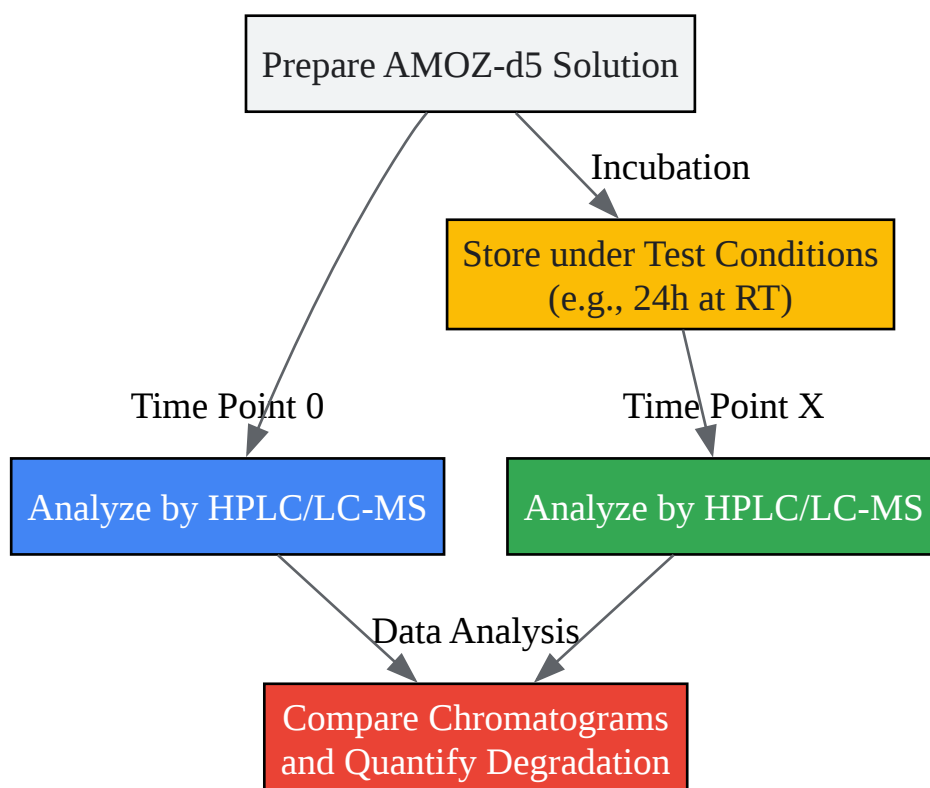 Prepare AMOZ-d5 Solution
Incubation
Store under Test Conditions
(e.g., 24h at RT)
Time Point 0
Time Point X
Analyze by HPLC/LC-MS
Analyze by HPLC/LC-MS
Data Analysis
Compare Chromatograms
and Quantify Degradation